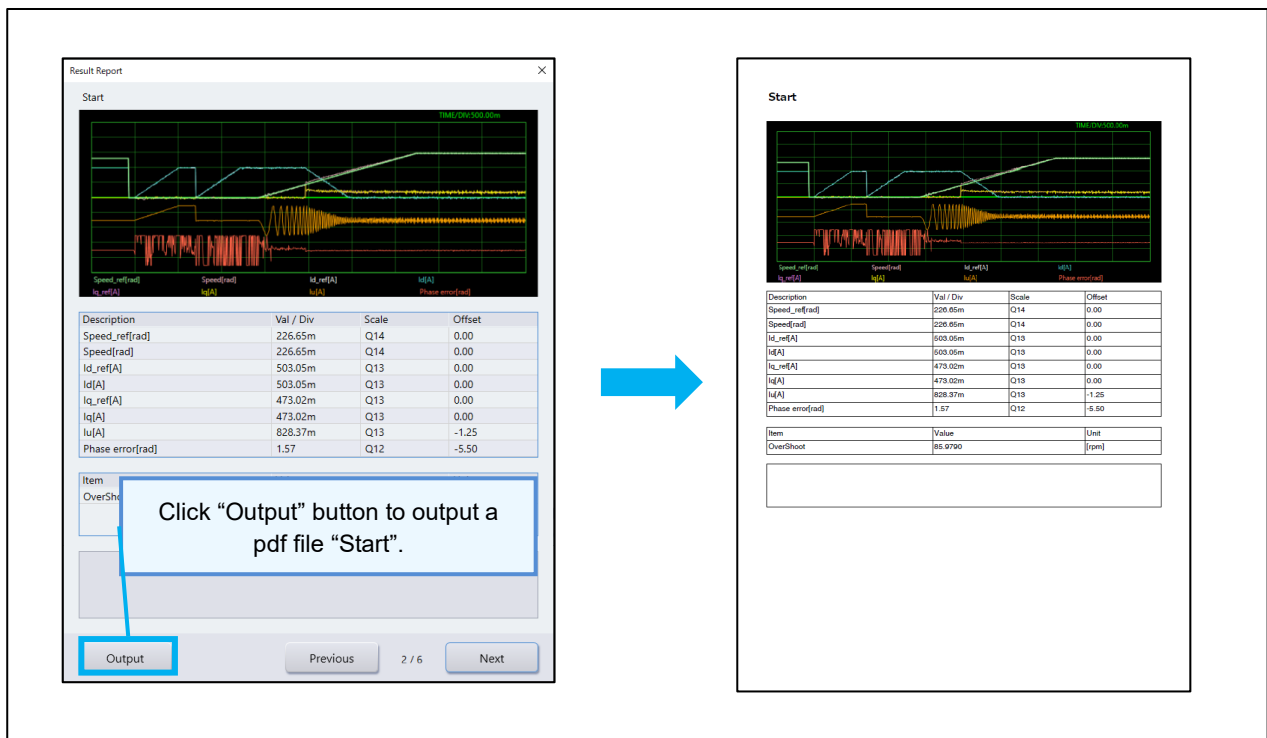 Result Report
Start
TIME/DIV:500.00m
Speed_ref[rad] Speed[rad] Id_ref[A] Id[A]
Iq_ref[A] Iq[A] Iu[A] Phase error[rad]
Description Val / Div Scale Offset
Speed_ref[rad] 226.65m Q14 0.00
Speed[rad] 226.65m Q14 0.00
Id_ref[A] 503.05m Q13 0.00
Id[A] 503.05m Q13 0.00
Iq_ref[A] 473.02m Q13 0.00
Iq[A] 473.02m Q13 0.00
Iu[A] 828.37m Q13 -1.25
Phase error[rad] 1.57 Q12 -5.50
Item
Click “Output” button to output a
pdf file “Start”.
Output Previous 2 / 6 Next
Start
TIME/DIV:500.00m
Speed_ref[rad] Speed[rad] Id_ref[A] Id[A]
Iq_ref[A] Iq[A] Iu[A] Phase error[rad]
Description Val / Div Scale Offset
Speed_ref[rad] 226.65m Q14 0.00
Speed[rad] 226.65m Q14 0.00
Id_ref[A] 503.05m Q13 0.00
Id[A] 503.05m Q13 0.00
Iq_ref[A] 473.02m Q13 0.00
Iq[A] 473.02m Q13 0.00
Iu[A] 828.37m Q13 -1.25
Phase error[rad] 1.57 Q12 -5.50
Item Value Unit
OverShoot 85.9790 [rpm]